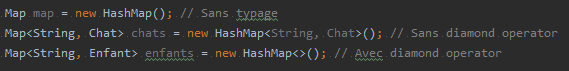 Map map = new HashMap(); // Sans typage
Map<String, Chat> chats = new HashMap<String, Chat>(); // Sans diamond operator
Map<String, Enfant> enfants = new HashMap<>(); // Avec diamond operator